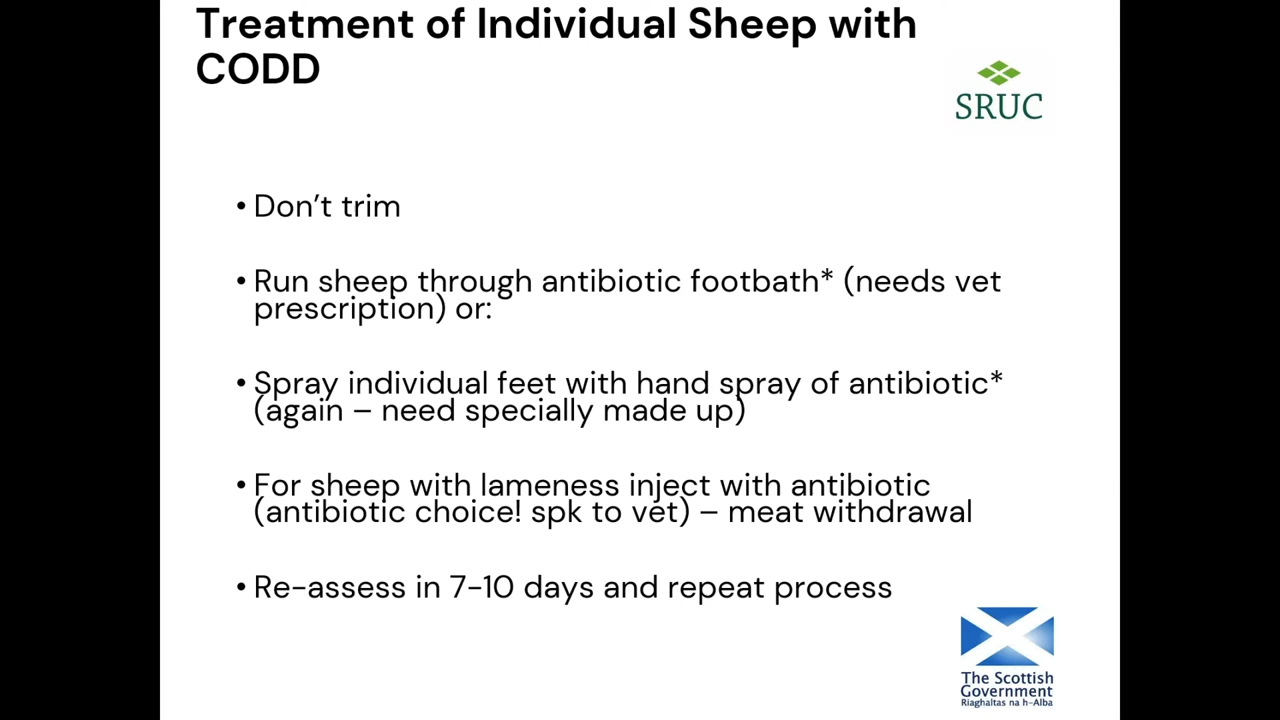 Treatment of Individual Sheep with
CODD
SRUC
• Don’t trim
• Run sheep through antibiotic footbath* (needs vet
prescription) or:
• Spray individual feet with hand spray of antibiotic*
(again – need specially made up)
• For sheep with lameness inject with antibiotic
(antibiotic choice! spk to vet) – meat withdrawal
• Re-assess in 7-10 days and repeat process
The Scottish
Government
Riaghaltas na h-Alba